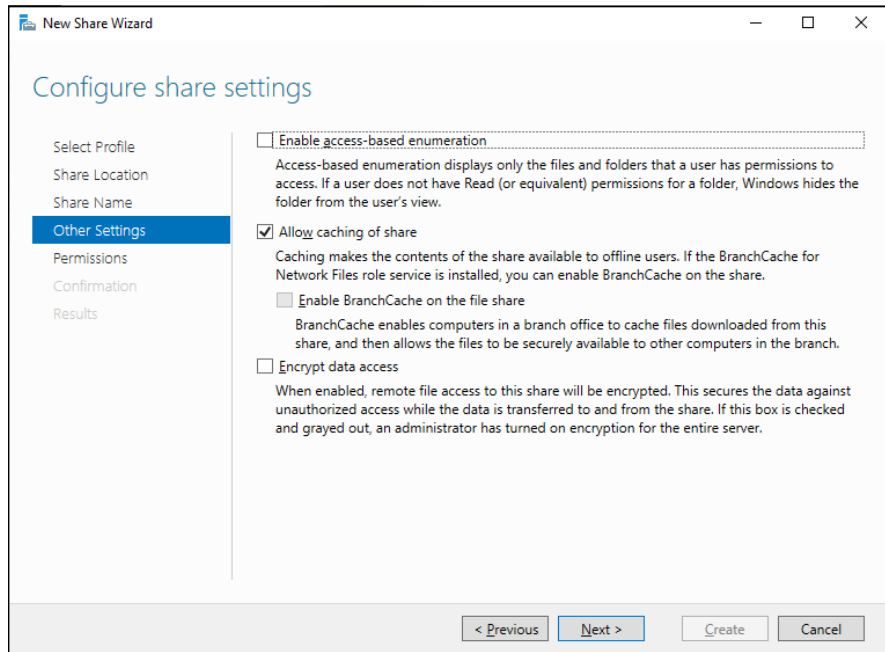 New Share Wizard
Configure share settings
Select Profile
Share Location
Share Name
Other Settings
Permissions
Confirmation
Results
Enable access-based enumeration
Access-based enumeration displays only the files and folders that a user has permissions to
access. If a user does not have Read (or equivalent) permissions for a folder, Windows hides the
folder from the user's view.
Allow caching of share
Caching makes the contents of the share available to offline users. If the BranchCache for
Network Files role service is installed, you can enable BranchCache on the share.
Enable BranchCache on the file share
BranchCache enables computers in a branch office to cache files downloaded from this
share, and then allows the files to be securely available to other computers in the branch.
Encrypt data access
When enabled, remote file access to this share will be encrypted. This secures the data against
unauthorized access while the data is transferred to and from the share. If this box is checked
and grayed out, an administrator has turned on encryption for the entire server.
< Previous
Next >
Create
Cancel